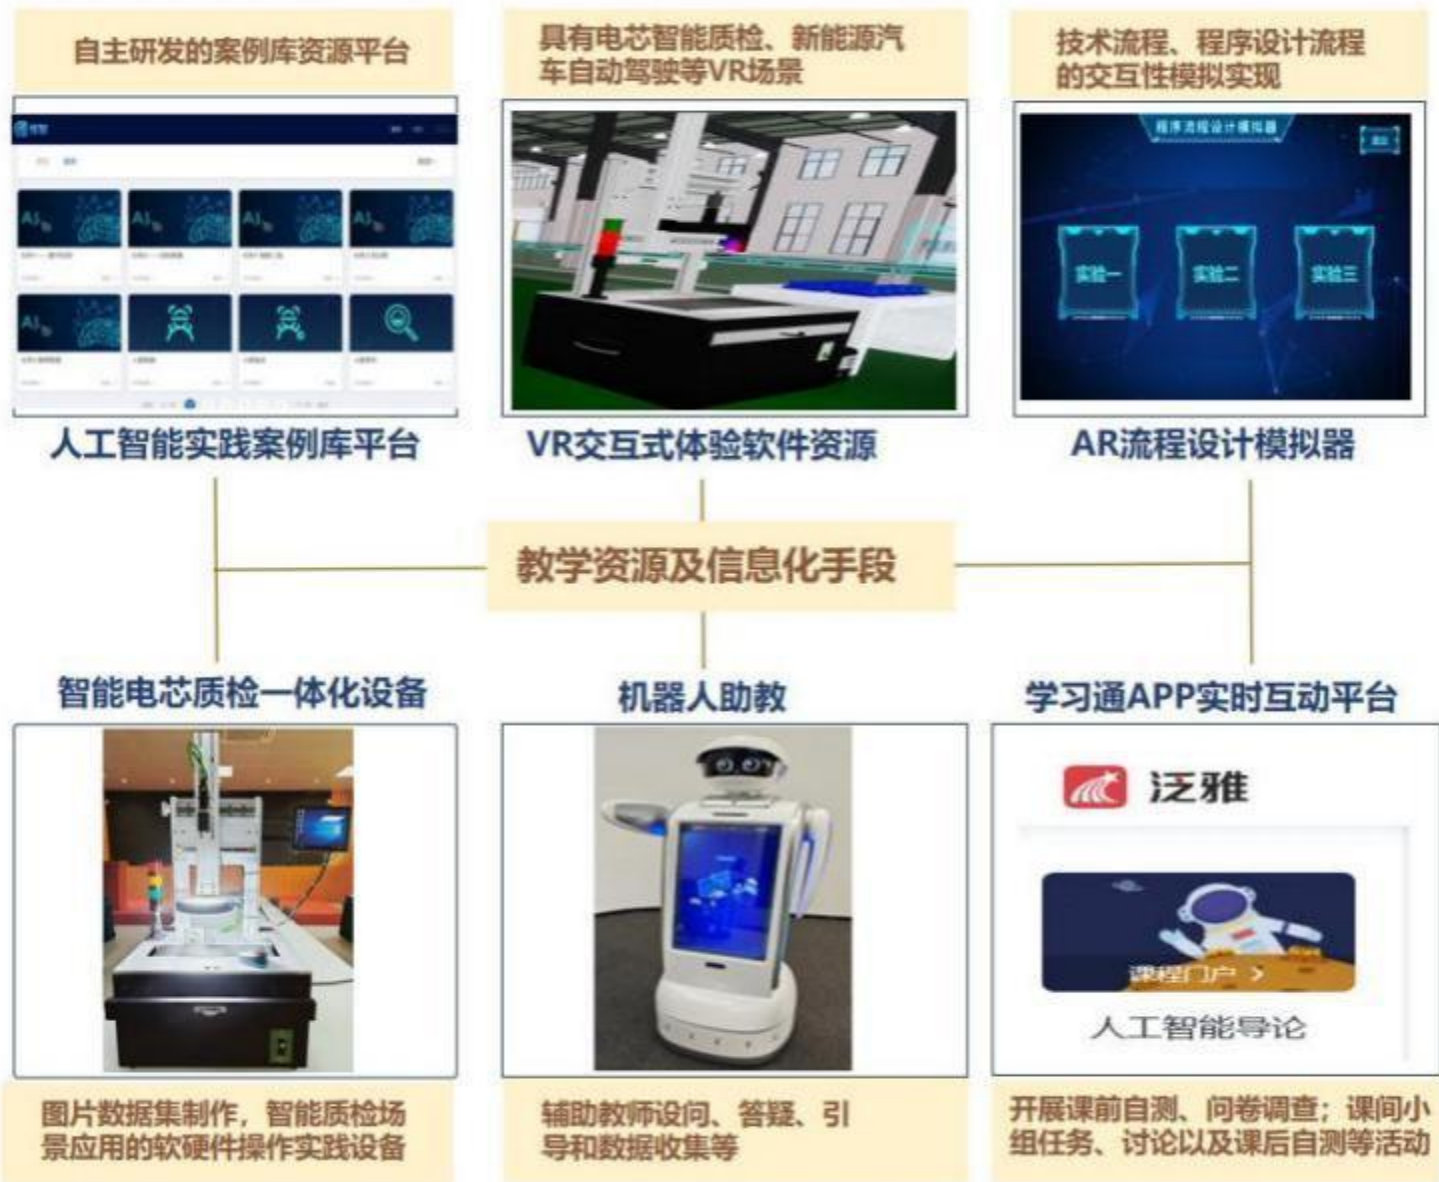 自主研发的案例库资源平台
具有电芯智能质检、新能源汽
车自动驾驶等VR场景
技术流程、程序设计流程
的交互性模拟实现
程序流程设计模拟器
实验一
实验二
实验三
人工智能实践案例库平台
VR交互式体验软件资源
AR流程设计模拟器
教学资源及信息化手段
智能电芯质检一体化设备
机器人助教
学习通APP实时互动平台
泛雅
课程门户 >
人工智能导论
图片数据集制作，智能质检场
景应用的软硬件操作实践设备
辅助教师设问、答疑、引
导和数据收集等
开展课前自测、问卷调查；课间小
组任务、讨论以及课后自测等活动